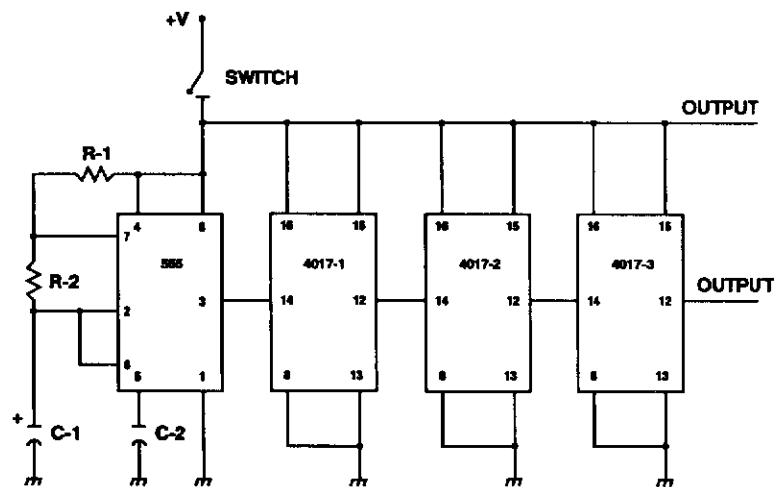 +V
SWITCH
OUTPUT
R-1
4 8
16 15
16 15
16 15
7
555
4017-1
4017-2
4017-3
R-2
OUTPUT
2 3
14 12
14 12
14 12
6
5 1
8 13
8 13
8 13
+
C-1
C-2